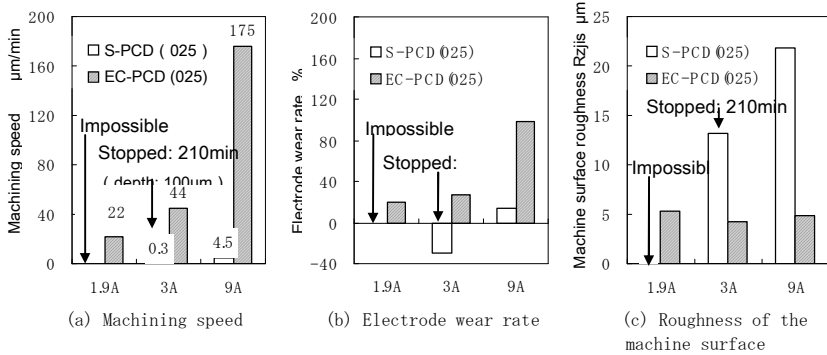 Machining speed μm/min
200
160
120
80
40
0
S-PCD ( 025 )
EC-PCD (025)
175
Impossible
Stopped: 210min
( depth: 100μm )
22
0.3
44
4.5
1.9A 3A 9A
(a) Machining speed
Electrode wear rate %
200
160
120
80
40
0
-40
S-PCD(025)
EC-PCD(025)
Impossible
Stopped:
1.9A 3A 9A
(b) Electrode wear rate
Machine surface roughness Rzjis μm
25
20
15
10
5
0
S-PCD(025)
EC-PCD(025)
Stopped: 210min
Impossibl
1.9A 3A 9A
(c) Roughness of the
machine surface